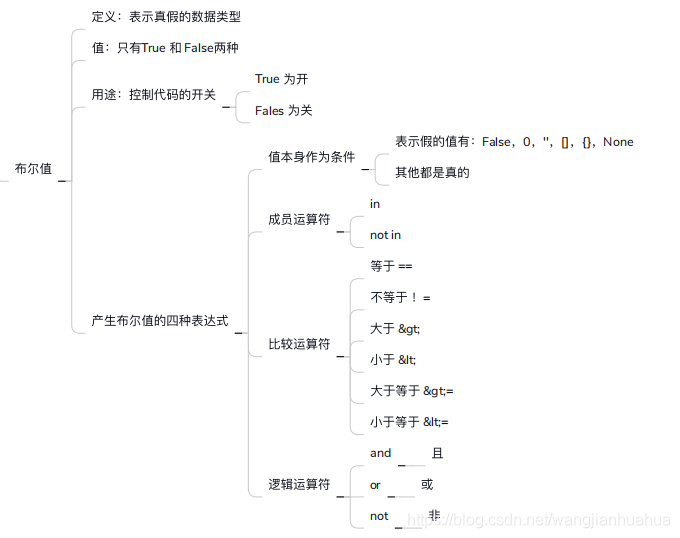 定义：表示真假的数据类型
值：只有True 和 False两种
用途：控制代码的开关
True 为开
Fales 为关
布尔值
产生布尔值的四种表达式
值本身作为条件
表示假的值有：False，0，''，[]，{}，None
其他都是真的
成员运算符
in
not in
比较运算符
等于 ==
不等于！=
大于 &gt;
小于 &lt;
大于等于 &gt;=
小于等于 &lt;=
逻辑运算符
and 且
or 或
not 非
https://blog.csdn.net/wangjianhuahua